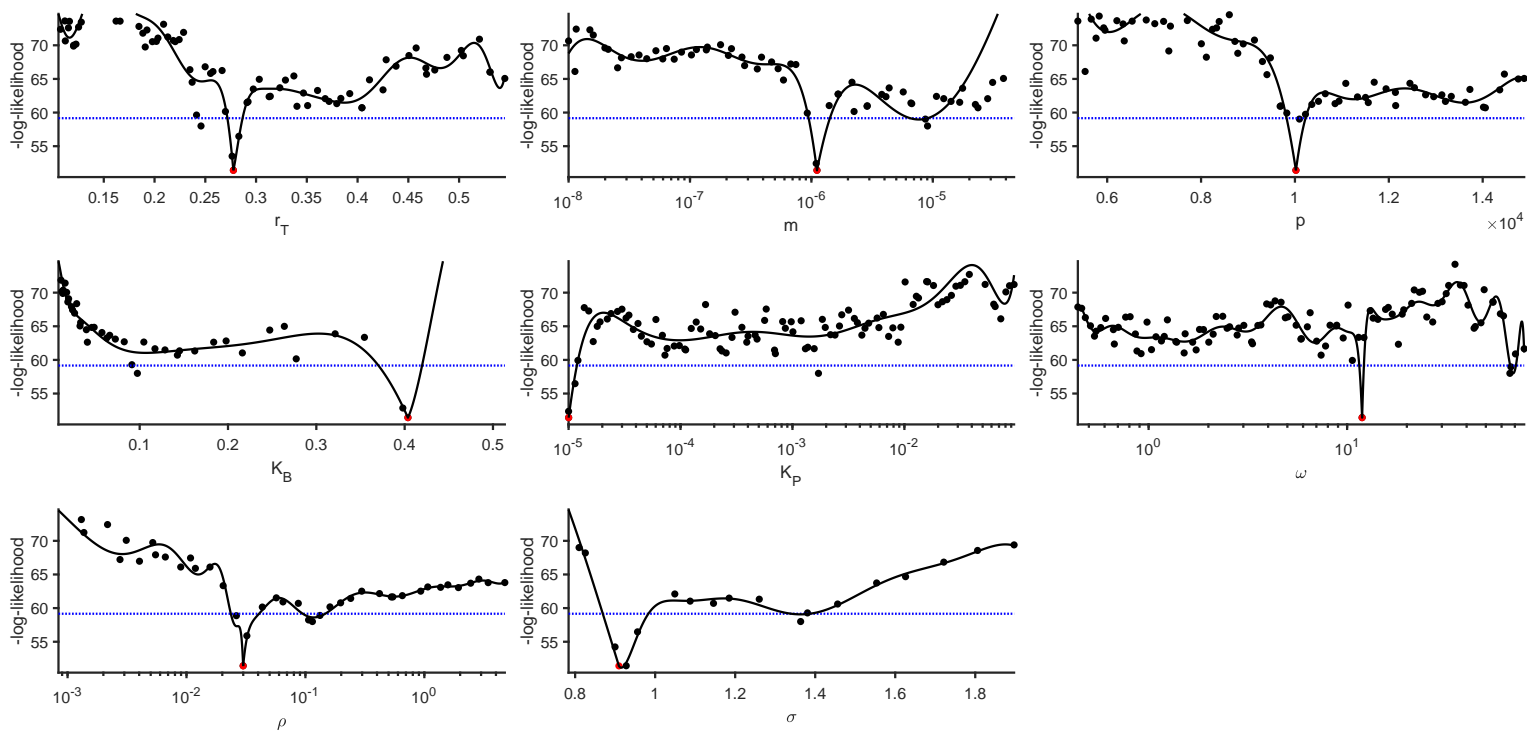 70
65
60
55
-log-likelihood
0.15 0.2 0.25 0.3 0.35 0.4 0.45 0.5
r_T
70
65
60
55
-log-likelihood
10^-8 10^-7 10^-6 10^-5
m
70
65
60
55
-log-likelihood
0.6 0.8 1 1.2 1.4
p
×10^4
70
65
60
55
-log-likelihood
0.1 0.2 0.3 0.4 0.5
K_B
70
65
60
55
-log-likelihood
10^-5 10^-4 10^-3 10^-2
K_P
70
65
60
55
-log-likelihood
10^0 10^1
ω
70
65
60
55
-log-likelihood
10^-3 10^-2 10^-1 10^0
ρ
70
65
60
55
-log-likelihood
0.8 1 1.2 1.4 1.6 1.8
σ